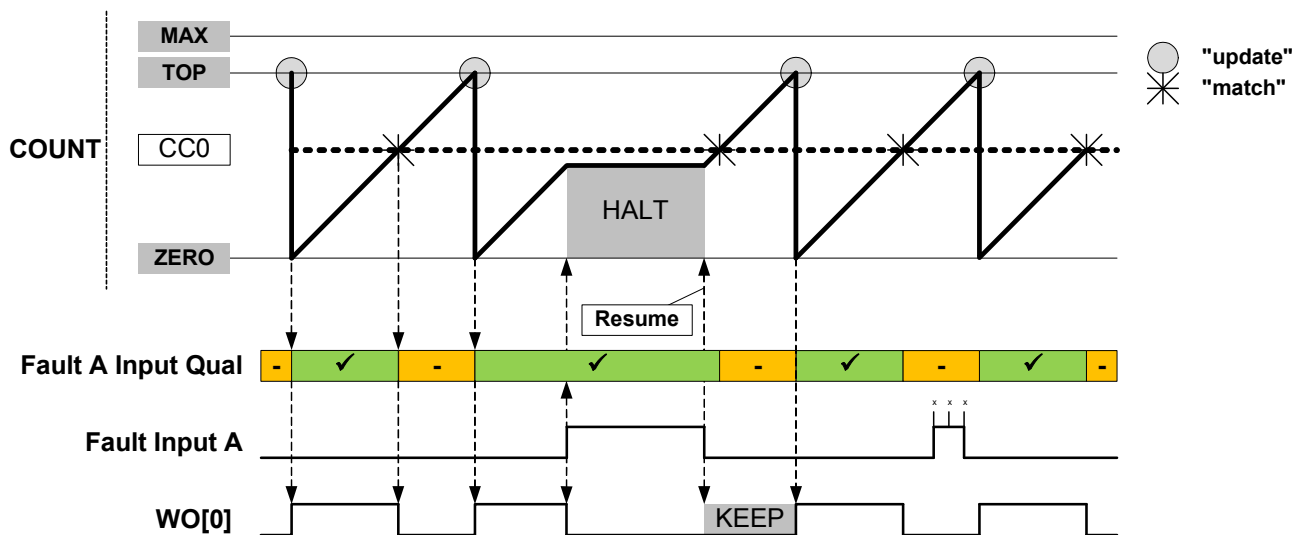 MAX
TOP
"update"
"match"
COUNT
CC0
HALT
ZERO
Resume
Fault A Input Qual
- ✓ - ✓ - ✓ - ✓ -
x x x
Fault Input A
WO[0]
KEEP